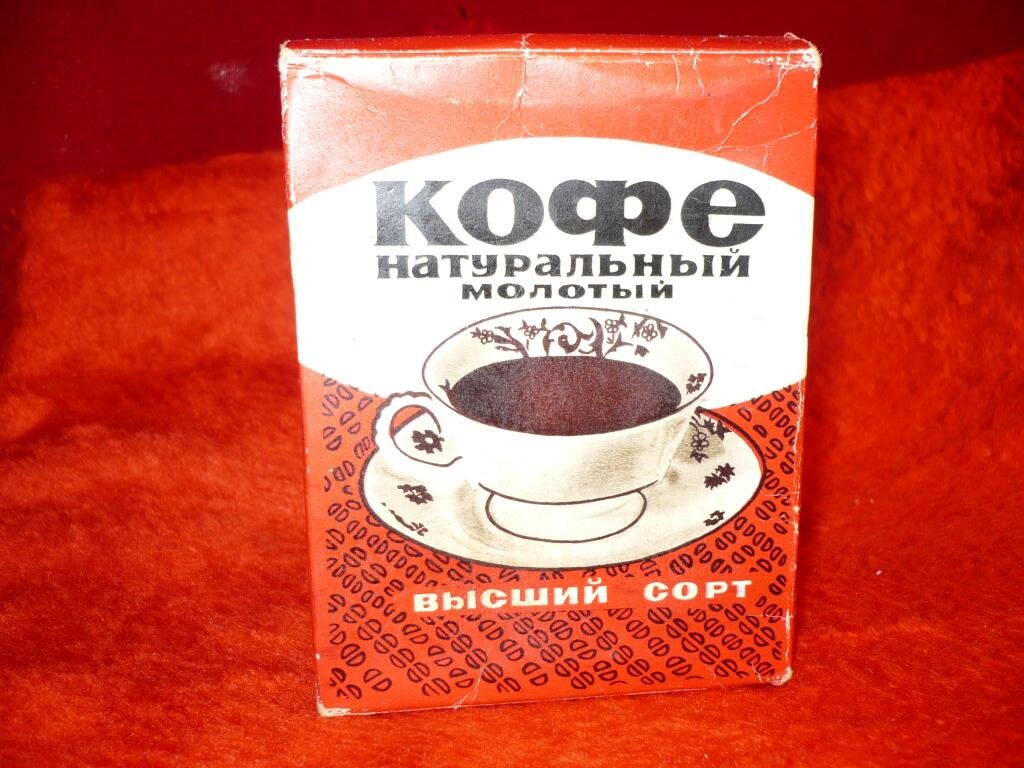 кофе
натуральный
молотый
высший сорт